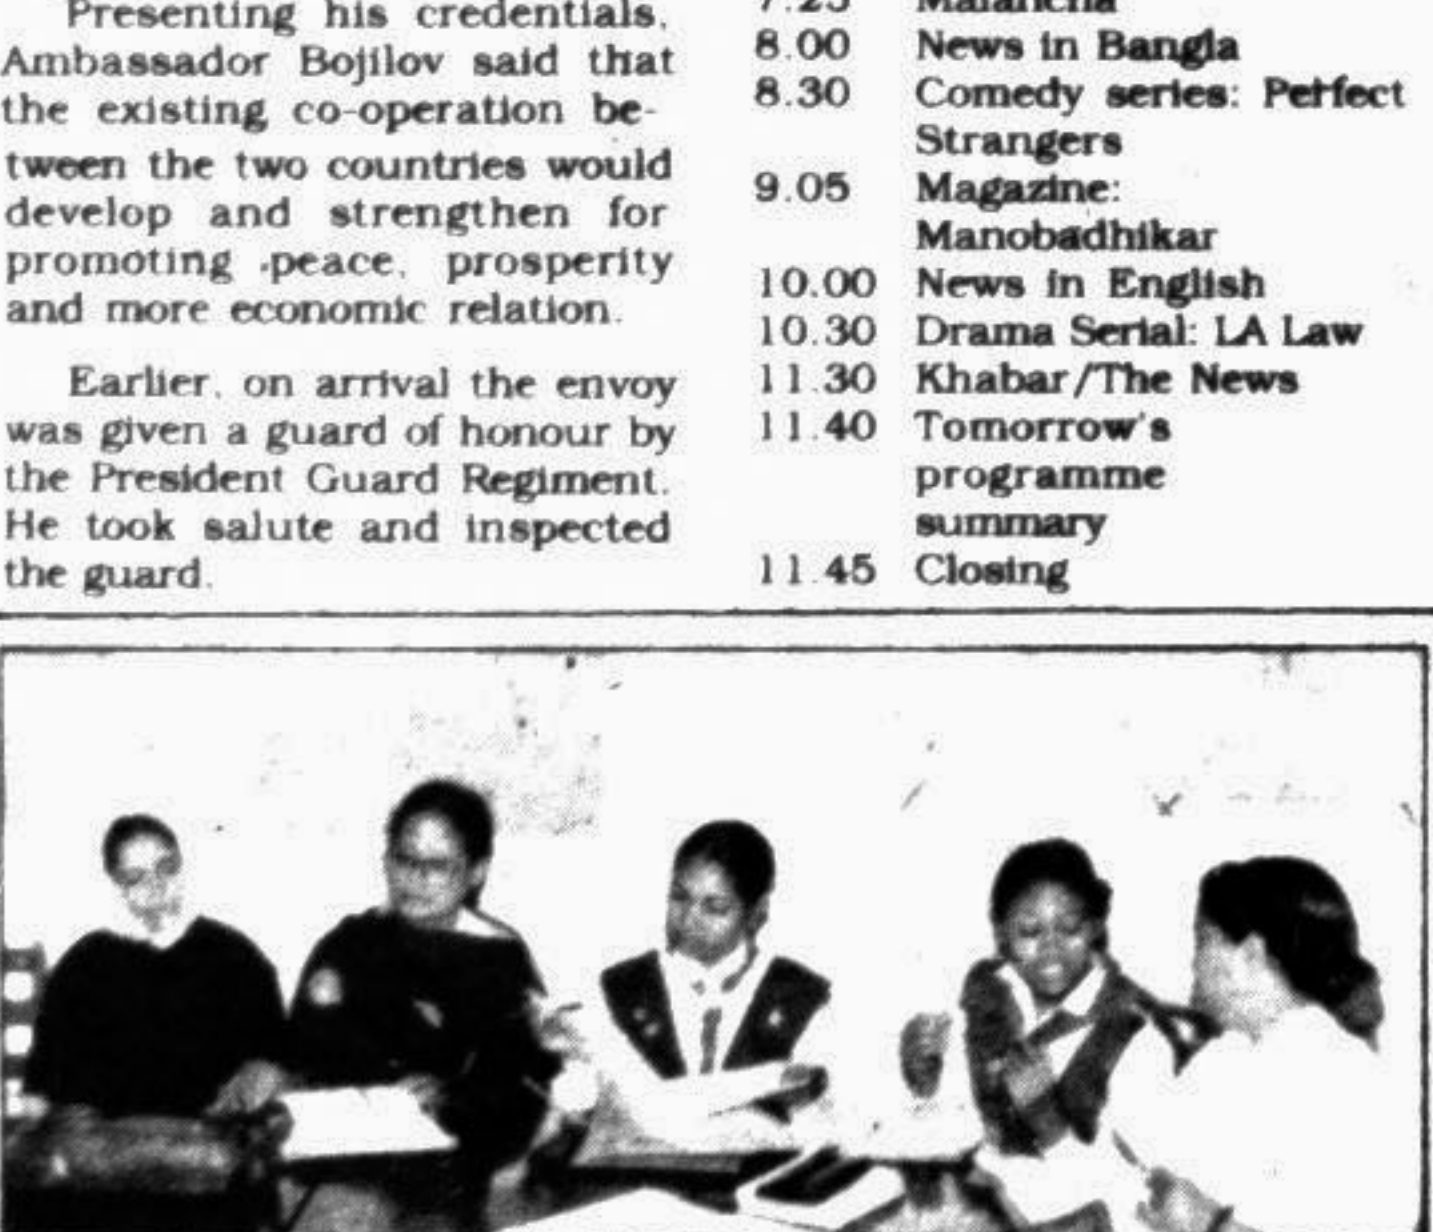 Presenting his credentials,
Ambassador Bojilov said that
the existing co-operation be-
tween the two countries would
develop and strengthen for
promoting peace, prosperity
and more economic relation.
Earlier, on arrival the envoy
was given a guard of honour by
the President Guard Regiment.
He took salute and inspected
the guard.
7.25 Malancha
8.00 News in Bangla
8.30 Comedy series: Perfect
Strangers
9.05 Magazine:
Manobadhikar
10.00 News in English
10.30 Drama Serial: LA Law
11.30 Khabar/The News
11.40 Tomorrow's
programme
summary
11.45 Closing